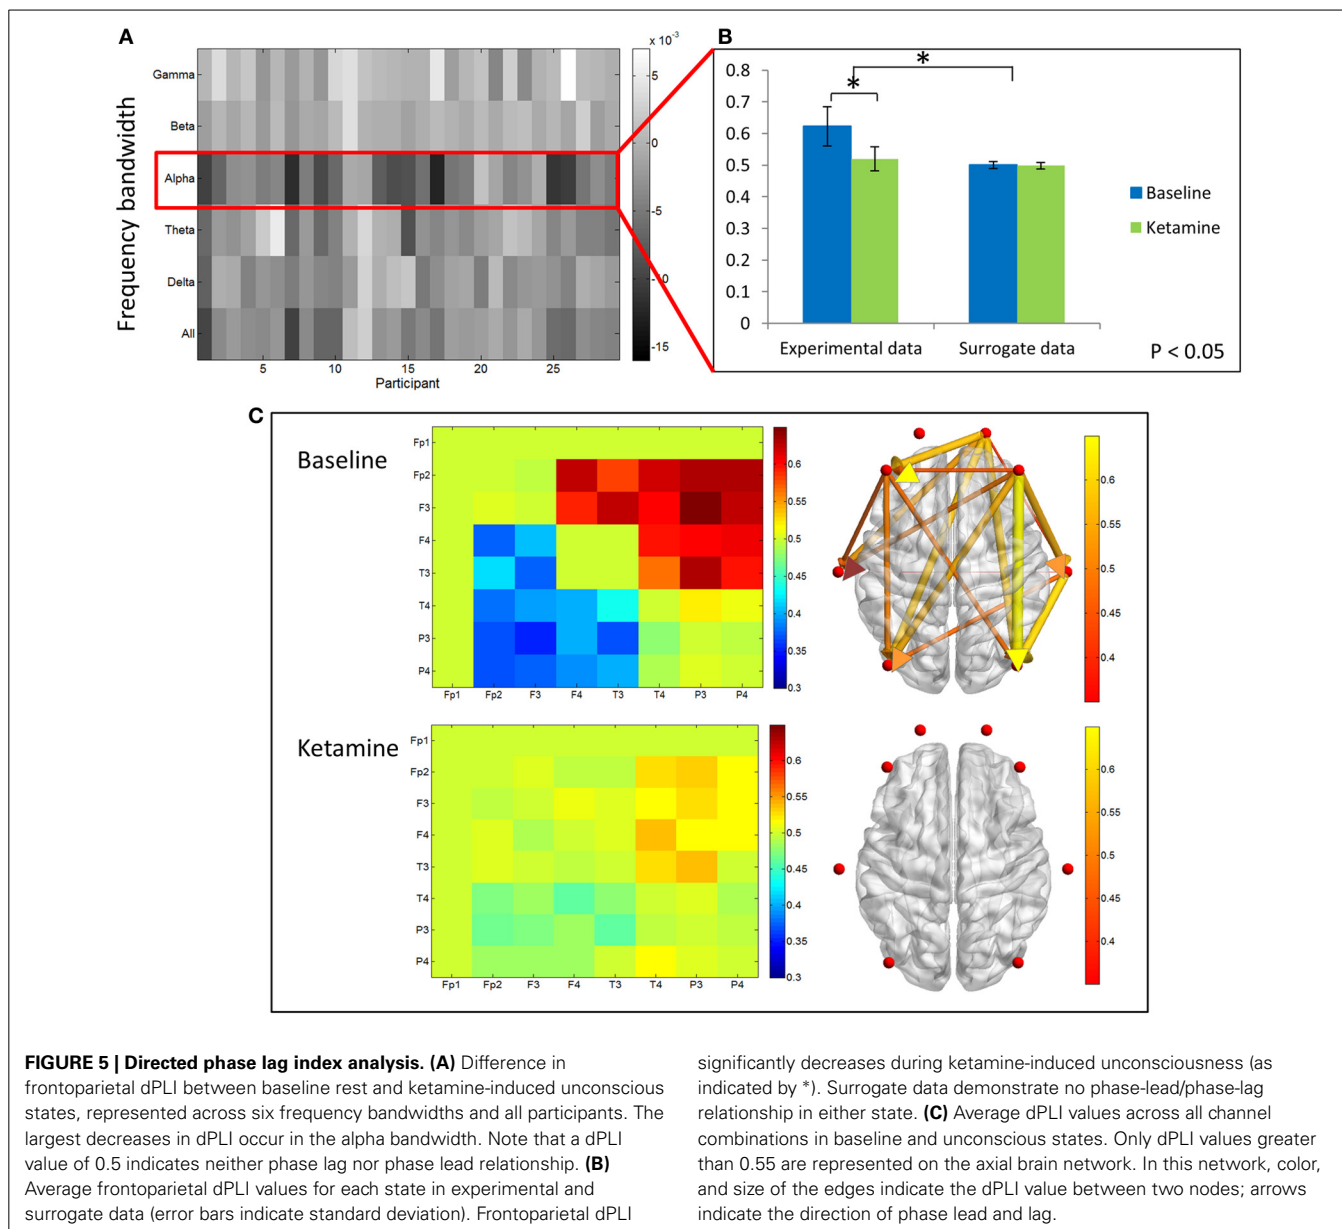 A
x 10⁻³
Gamma
Beta
Alpha
Theta
Delta
All
Frequency bandwidth
5
10
15
20
25
Participant
5
0
-5
-10
-15
B
0.8
0.7
0.6
0.5
0.4
0.3
0.2
0.1
0
*
*
Baseline
Ketamine
Experimental data
Surrogate data
P < 0.05
C
Baseline
Fp1
Fp2
F3
F4
T3
T4
P3
P4
Fp1 Fp2 F3 F4 T3 T4 P3 P4
0.6
0.55
0.5
0.45
0.4
0.35
0.3
0.6
0.55
0.5
0.45
0.4
Ketamine
Fp1
Fp2
F3
F4
T3
T4
P3
P4
Fp1 Fp2 F3 F4 T3 T4 P3 P4
0.6
0.55
0.5
0.45
0.4
0.35
0.3
0.6
0.55
0.5
0.45
0.4
FIGURE 5 | Directed phase lag index analysis. (A) Difference in
frontoparietal dPLI between baseline rest and ketamine-induced unconscious
states, represented across six frequency bandwidths and all participants. The
largest decreases in dPLI occur in the alpha bandwidth. Note that a dPLI
value of 0.5 indicates neither phase lag nor phase lead relationship. (B)
Average frontoparietal dPLI values for each state in experimental and
surrogate data (error bars indicate standard deviation). Frontoparietal dPLI
significantly decreases during ketamine-induced unconsciousness (as
indicated by *). Surrogate data demonstrate no phase-lead/phase-lag
relationship in either state. (C) Average dPLI values across all channel
combinations in baseline and unconscious states. Only dPLI values greater
than 0.55 are represented on the axial brain network. In this network, color,
and size of the edges indicate the dPLI value between two nodes; arrows
indicate the direction of phase lead and lag.